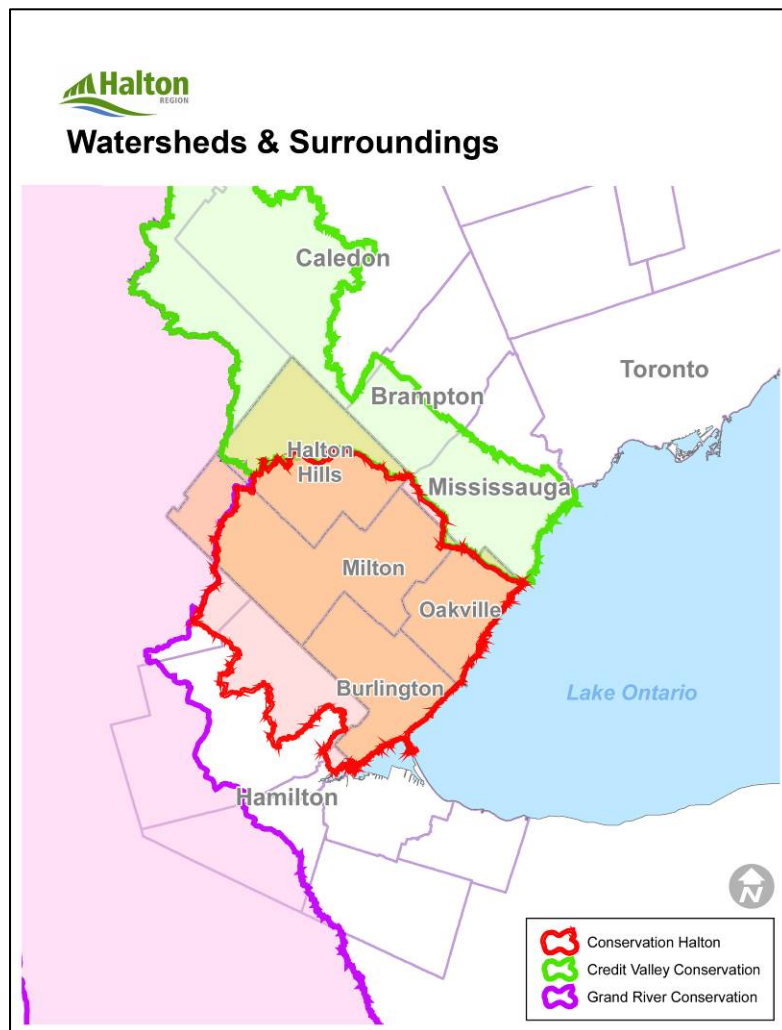 Halton
REGION
Watersheds & Surroundings
Caledon
Toronto
Brampton
Halton
Hills
Mississauga
Milton
Oakville
Burlington
Lake Ontario
Hamilton
N
Conservation Halton
Credit Valley Conservation
Grand River Conservation